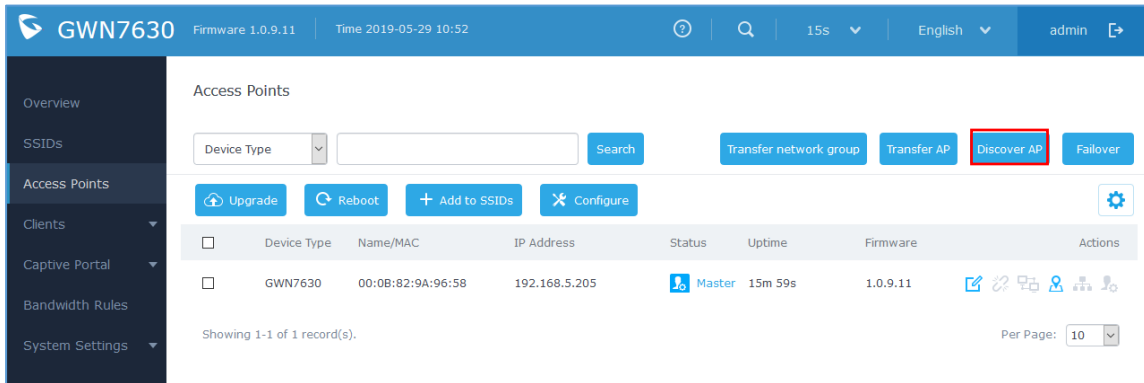 GWN7630 Firmware 1.0.9.11 Time 2019-05-29 10:52 15s English admin
Overview
SSIDs
Access Points
Clients
Captive Portal
Bandwidth Rules
System Settings
Access Points
Device Type Search Transfer network group Transfer AP Discover AP Failover
Upgrade Reboot + Add to SSIDs Configure
Device Type Name/MAC IP Address Status Uptime Firmware Actions
GWN7630 00:0B:82:9A:96:58 192.168.5.205 Master 15m 59s 1.0.9.11
Showing 1-1 of 1 record(s). Per Page: 10